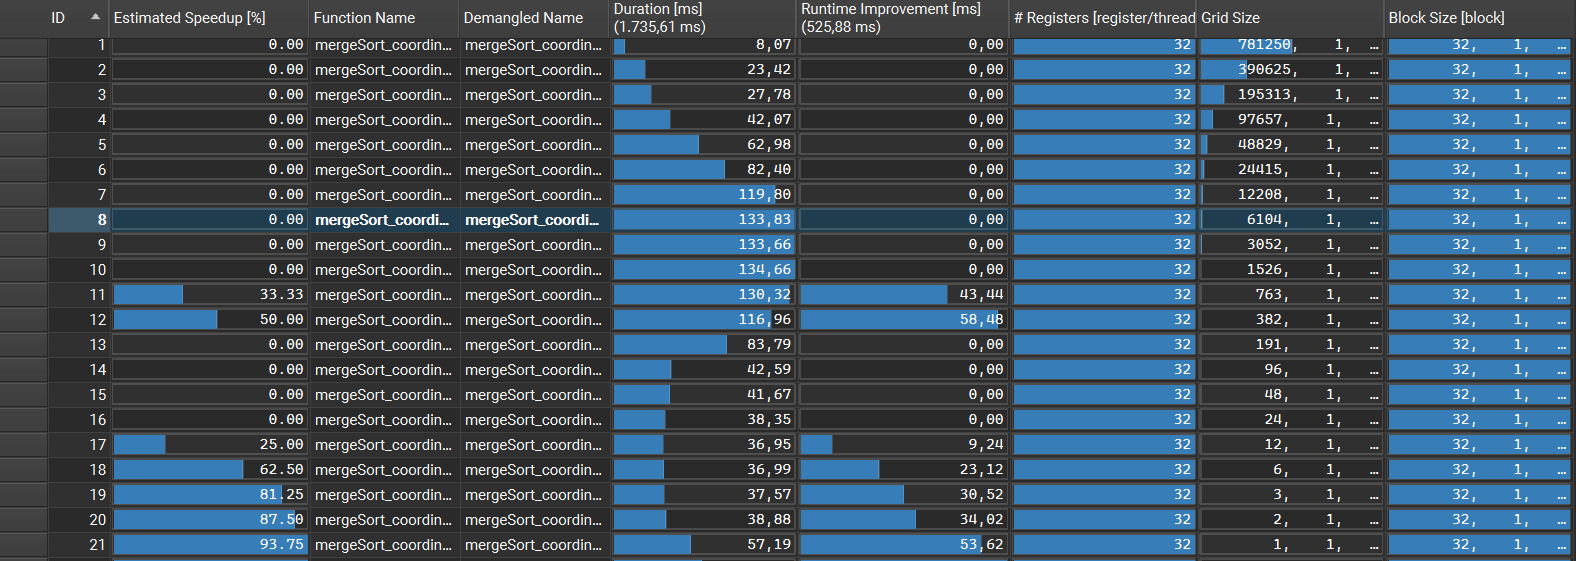 ID Estimated Speedup [%] Function Name Demangled Name Duration [ms] (1.735,61 ms) Runtime Improvement [ms] (525,88 ms) # Registers [register/thread Grid Size Block Size [block]
1 0.00 mergeSort_coordin... mergeSort_coordin... 8,07 0,00 32 781250, 1, ... 32, 1, ...
2 0.00 mergeSort_coordin... mergeSort_coordin... 23,42 0,00 32 390625, 1, ... 32, 1, ...
3 0.00 mergeSort_coordin... mergeSort_coordin... 27,78 0,00 32 195313, 1, ... 32, 1, ...
4 0.00 mergeSort_coordin... mergeSort_coordin... 42,07 0,00 32 97657, 1, ... 32, 1, ...
5 0.00 mergeSort_coordin... mergeSort_coordin... 62,98 0,00 32 48829, 1, ... 32, 1, ...
6 0.00 mergeSort_coordin... mergeSort_coordin... 82,40 0,00 32 24415, 1, ... 32, 1, ...
7 0.00 mergeSort_coordin... mergeSort_coordin... 119,80 0,00 32 12208, 1, ... 32, 1, ...
8 0.00 mergeSort_coordi... mergeSort_coordi... 133,83 0,00 32 6104, 1, ... 32, 1, ...
9 0.00 mergeSort_coordin... mergeSort_coordin... 133,66 0,00 32 3052, 1, ... 32, 1, ...
10 0.00 mergeSort_coordin... mergeSort_coordin... 134,66 0,00 32 1526, 1, ... 32, 1, ...
11 33.33 mergeSort_coordin... mergeSort_coordin... 130,32 43,44 32 763, 1, ... 32, 1, ...
12 50.00 mergeSort_coordin... mergeSort_coordin... 116,96 58,48 32 382, 1, ... 32, 1, ...
13 0.00 mergeSort_coordin... mergeSort_coordin... 83,79 0,00 32 191, 1, ... 32, 1, ...
14 0.00 mergeSort_coordin... mergeSort_coordin... 42,59 0,00 32 96, 1, ... 32, 1, ...
15 0.00 mergeSort_coordin... mergeSort_coordin... 41,67 0,00 32 48, 1, ... 32, 1, ...
16 0.00 mergeSort_coordin... mergeSort_coordin... 38,35 0,00 32 24, 1, ... 32, 1, ...
17 25.00 mergeSort_coordin... mergeSort_coordin... 36,95 9,24 32 12, 1, ... 32, 1, ...
18 62.50 mergeSort_coordin... mergeSort_coordin... 36,99 23,12 32 6, 1, ... 32, 1, ...
19 81.25 mergeSort_coordin... mergeSort_coordin... 37,57 30,52 32 3, 1, ... 32, 1, ...
20 87.50 mergeSort_coordin... mergeSort_coordin... 38,88 34,02 32 2, 1, ... 32, 1, ...
21 93.75 mergeSort_coordin... mergeSort_coordin... 57,19 53,62 32 1, 1, ... 32, 1, ...